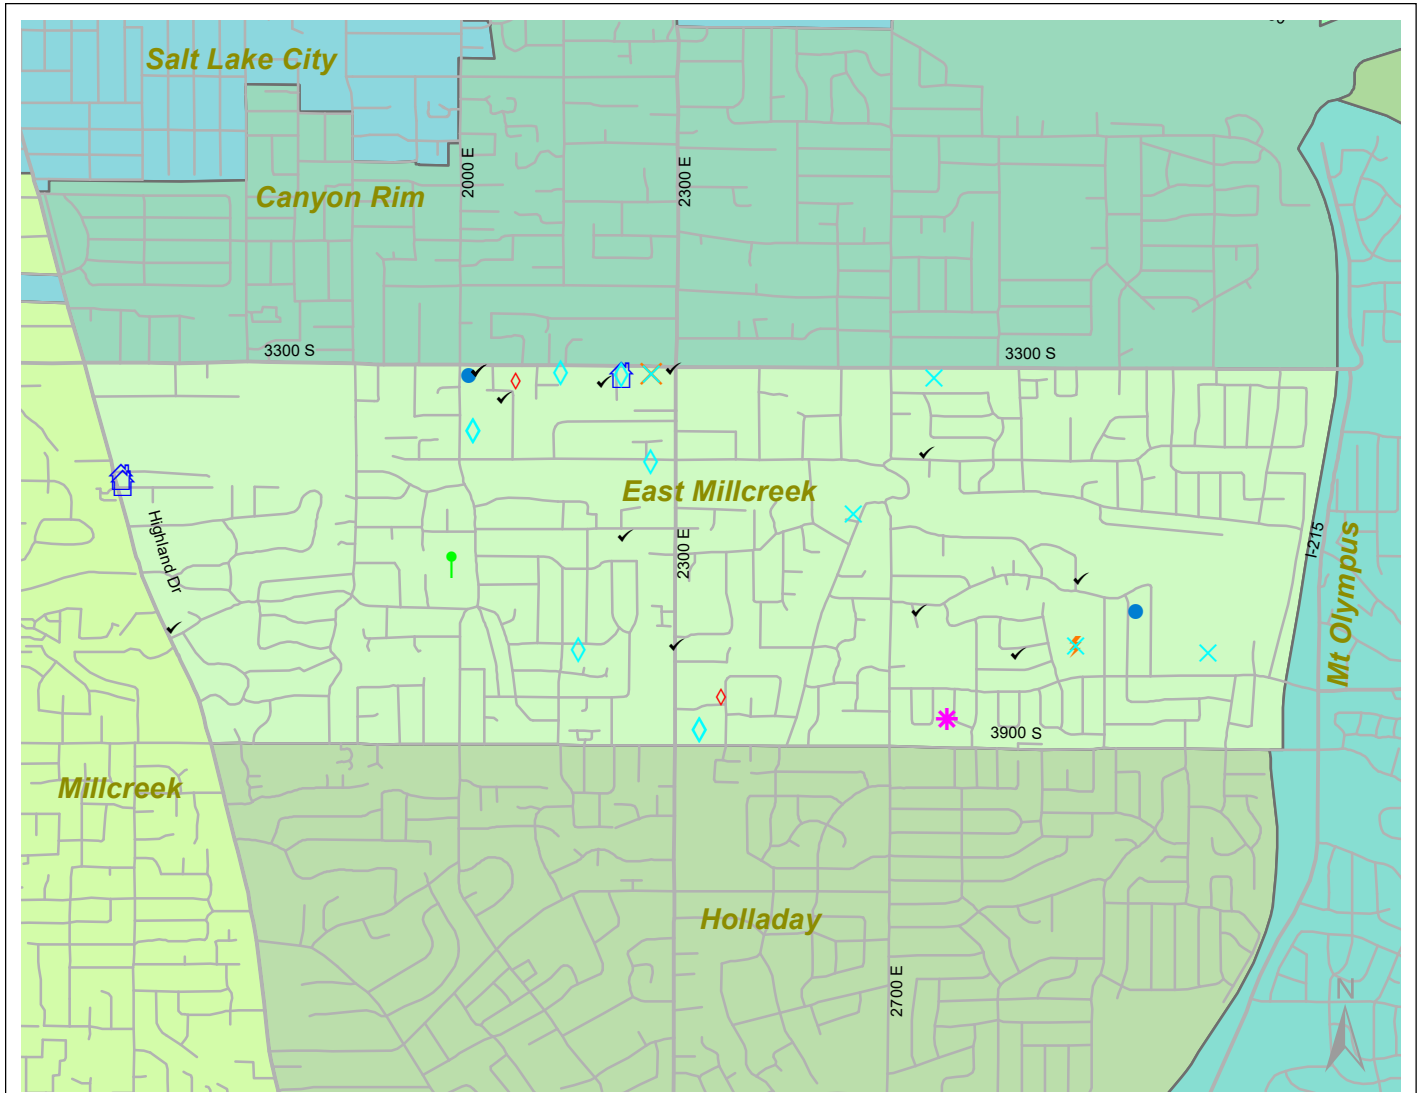 Salt Lake City
2000 E
2300 E
Canyon Rim
3300 S
3300 S
East Millcreek
Highland Dr
2300 E
I-215
Mt Olympus
3900 S
Millcreek
Holladay
2700 E
N